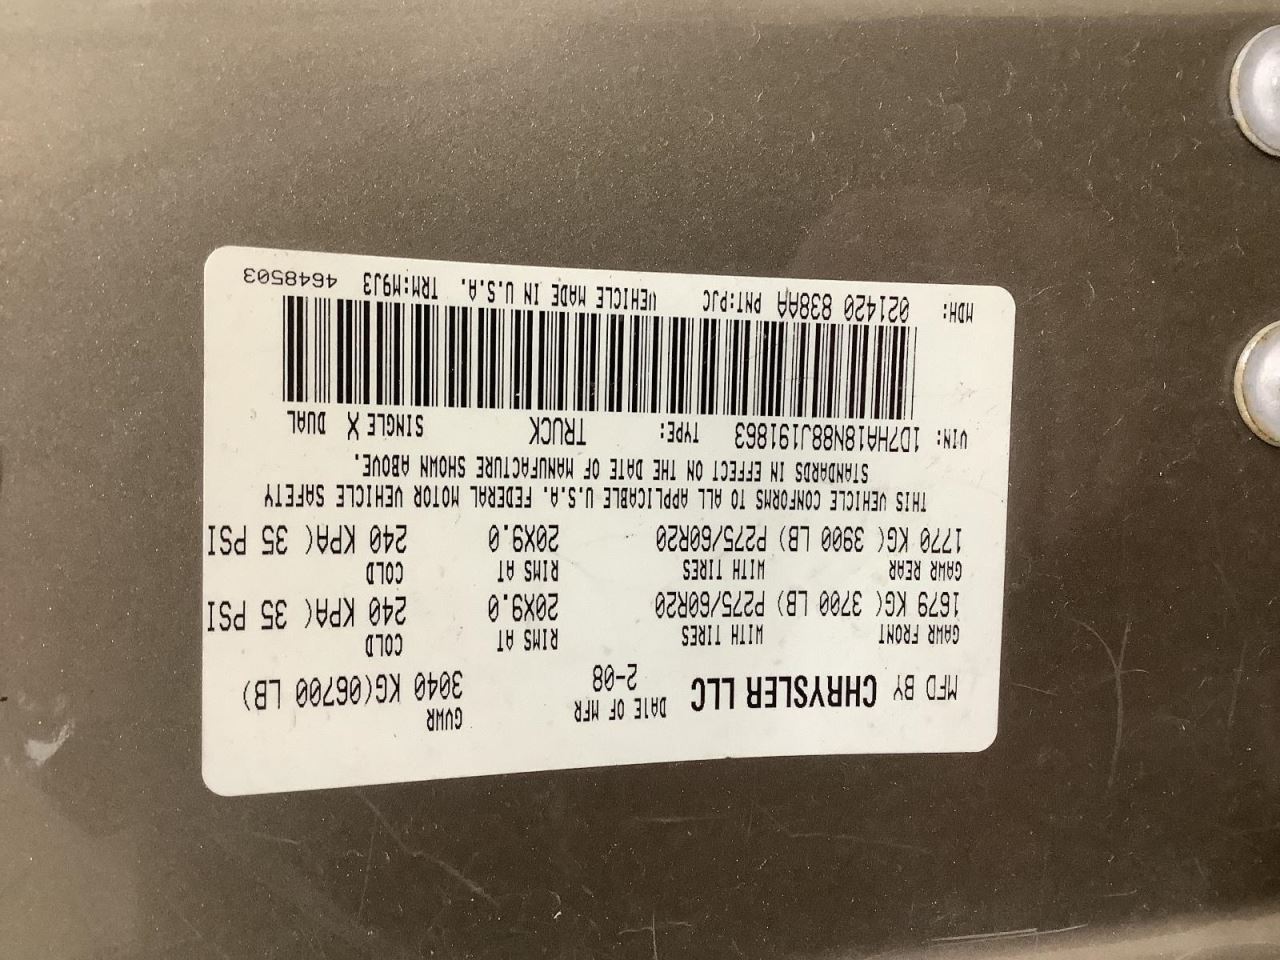 MFD BY CHRYSLER LLC DATE OF MFR 2-08 GVWR 3040 KG(06700 LB)
GAWR FRONT WITH TIRES RIMS AT COLD
1679 KG( 3700 LB) P275/60R20 20X9.0 240 KPA( 35 PSI
GAWR REAR WITH TIRES RIMS AT COLD
1770 KG( 3900 LB) P275/60R20 20X9.0 240 KPA( 35 PSI
THIS VEHICLE CONFORMS TO ALL APPLICABLE U.S.A. FEDERAL MOTOR VEHICLE SAFETY
STANDARDS IN EFFECT ON THE DATE OF MANUFACTURE SHOWN ABOVE.
VIN: 1D7HA18N88J191863 TYPE: TRUCK SINGLE X DUAL
MDH: 021420 838AA PNT:PJC VEHICLE MADE IN U.S.A. TRM:M9J3 4648503